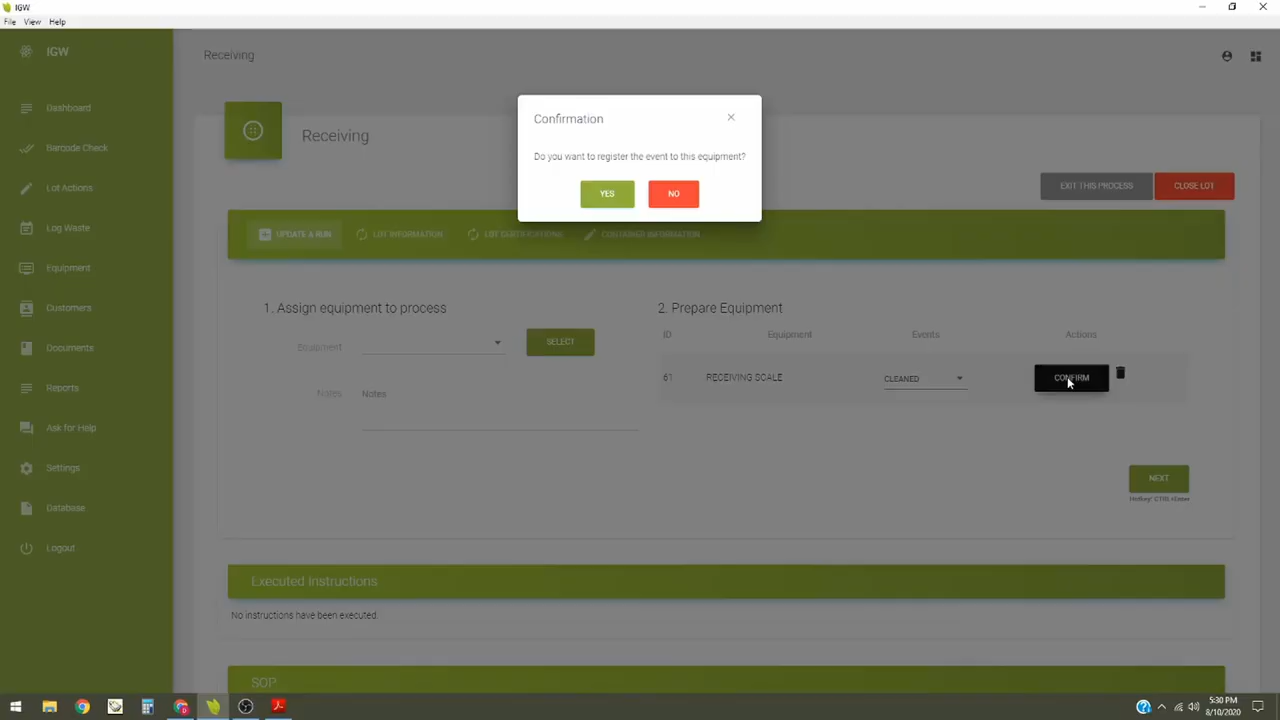 IGW
File View Help
IGW
Receiving
Dashboard
Barcode Check
Lot Actions
Log Waste
Equipment
Customers
Documents
Reports
Ask for Help
Settings
Database
Logout
Receiving
Confirmation
Do you want to register the event to this equipment?
YES NO
EXIT THIS PROCESS CLOSE LOT
UPDATE A RUN LOT INFORMATION LOT CERTIFICATIONS CONTAINER INFORMATION
1. Assign equipment to process
Equipment SELECT
Notes Notes
2. Prepare Equipment
ID Equipment Events Actions
61 RECEIVING SCALE CLEANED CONFIRM
NEXT
Hotkey: CTRL+Enter
Executed instructions
No instructions have been executed.
SOP
5:30 PM
8/10/2020